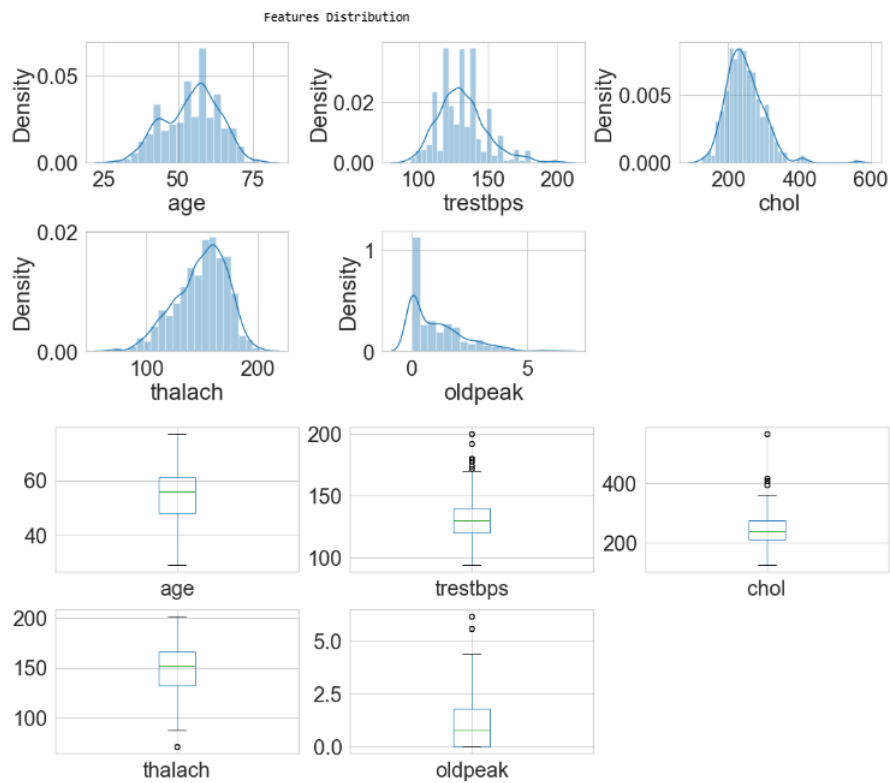 Features Distribution
Density
0.05
0.00
25 50 75
age
Density
0.02
0.00
100 150 200
trestbps
Density
0.005
0.000
200 400 600
chol
Density
0.02
0.00
100 200
thalach
Density
1
0
0 5
oldpeak
60
40
age
200
150
100
trestbps
400
200
chol
200
150
100
thalach
5.0
2.5
0.0
oldpeak